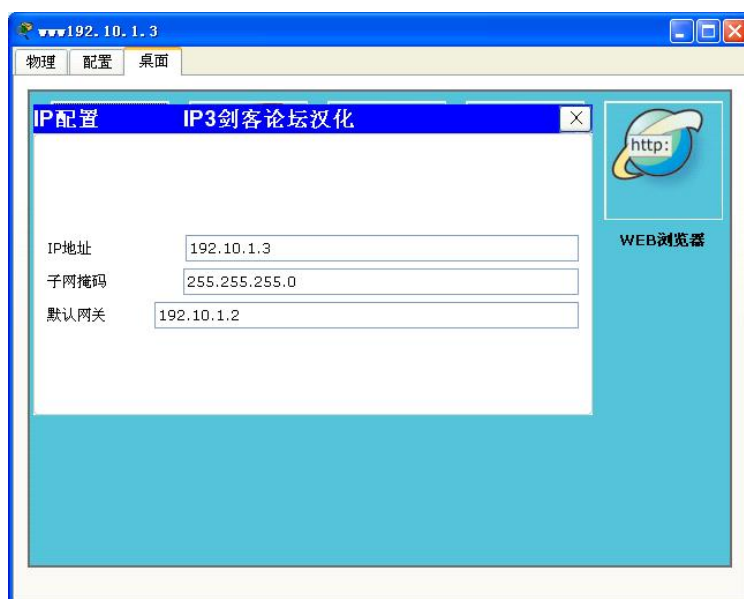 www192.10.1.3
物理 配置 桌面
IP配置 IP3剑客论坛汉化
http:
IP地址 192.10.1.3
WEB浏览器
子网掩码 255.255.255.0
默认网关 192.10.1.2